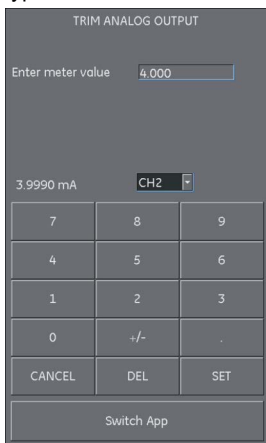 TRIM ANALOG OUTPUT
Enter meter value 4.000
3.9990 mA CH2
7 8 9
4 5 6
1 2 3
0 +/- .
CANCEL DEL SET
Switch App